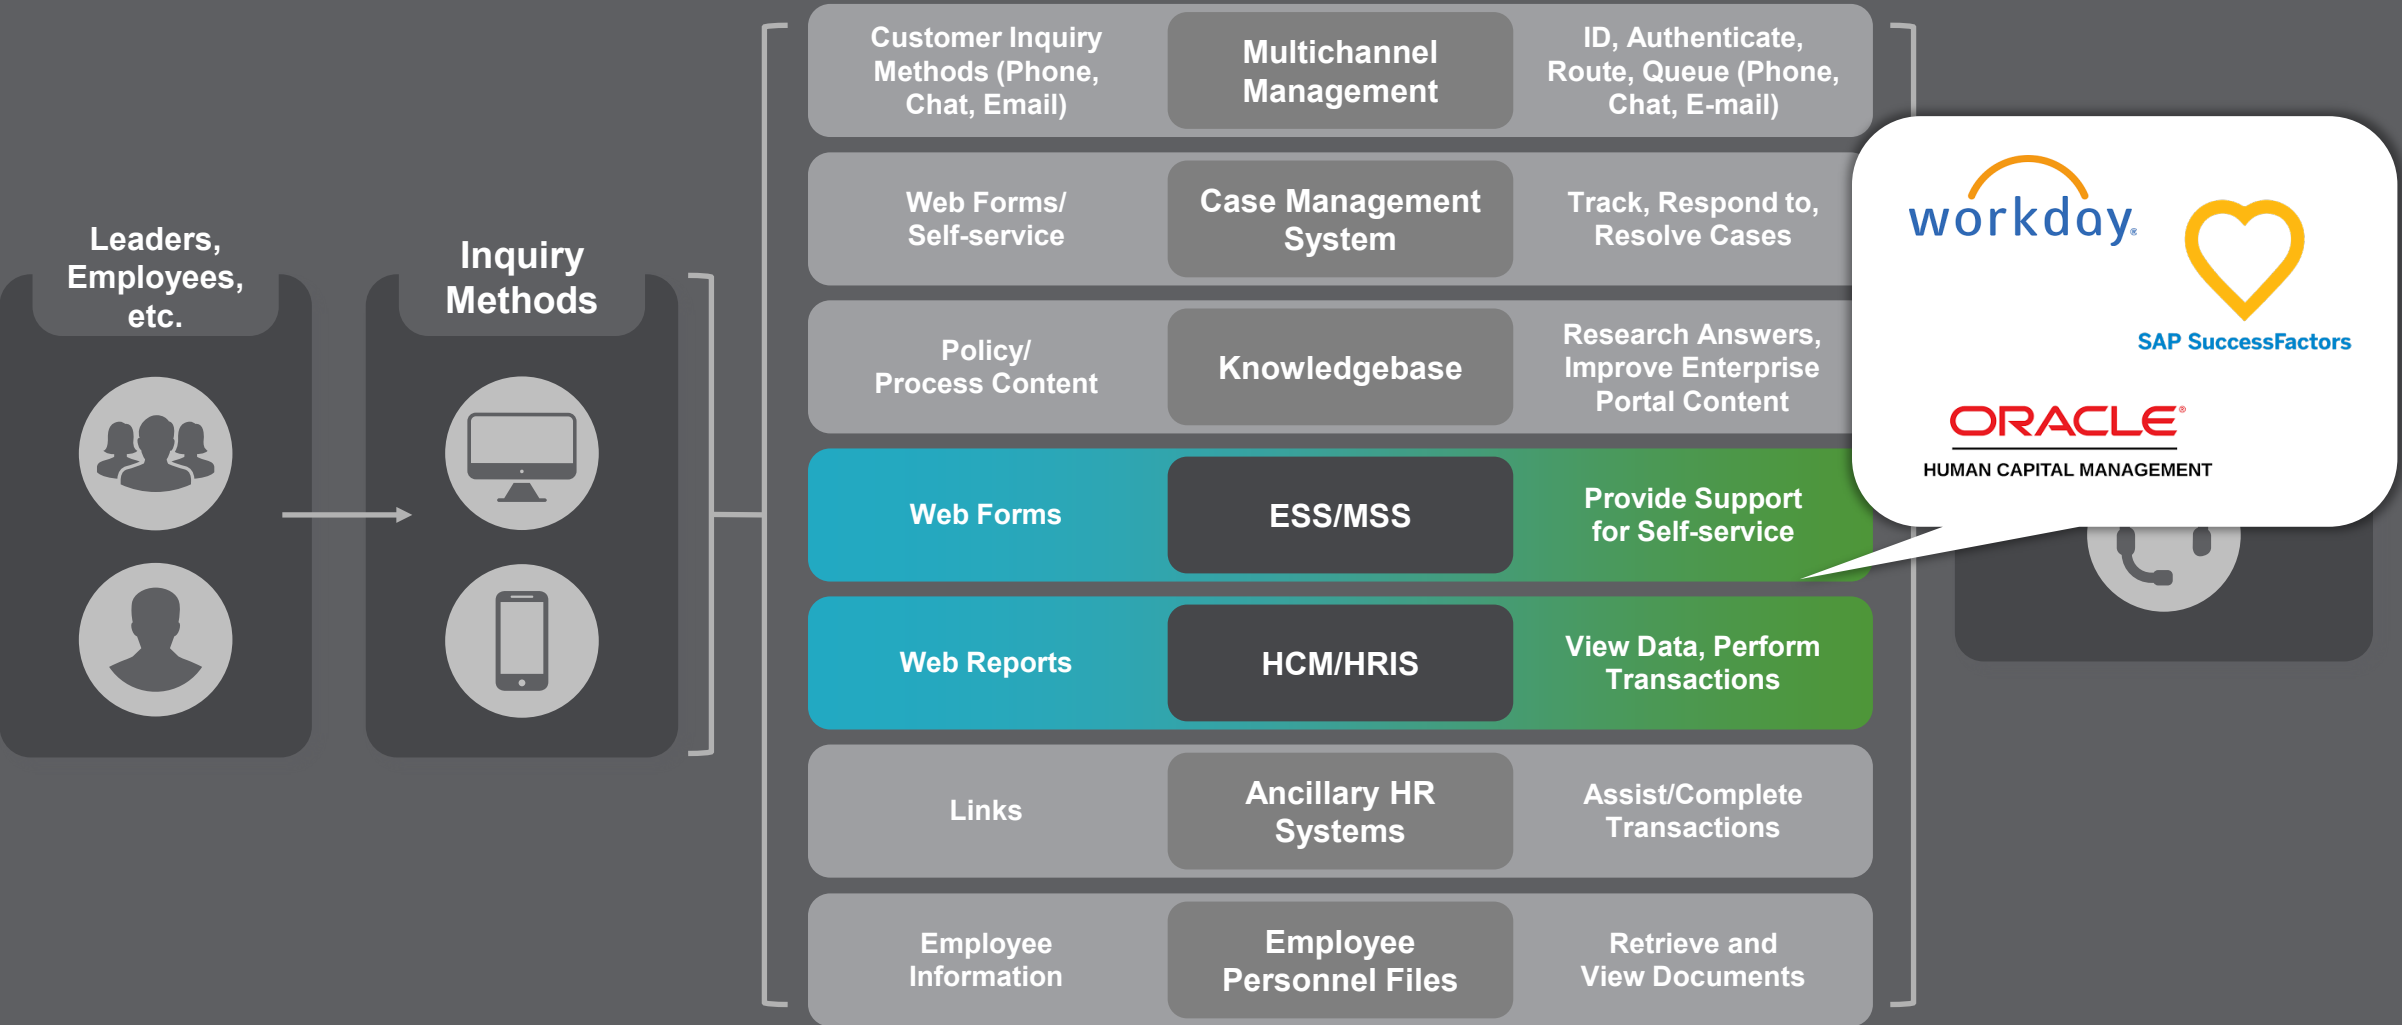 Leaders,
Employees,
etc.
Inquiry
Methods
Customer Inquiry
Methods (Phone,
Chat, Email)
Multichannel
Management
ID, Authenticate,
Route, Queue (Phone,
Chat, E-mail)
Web Forms/
Self-service
Case Management
System
Track, Respond to,
Resolve Cases
Policy/
Process Content
Knowledgebase
Research Answers,
Improve Enterprise
Portal Content
Web Forms
ESS/MSS
Provide Support
for Self-service
Web Reports
HCM/HRIS
View Data, Perform
Transactions
Links
Ancillary HR
Systems
Assist/Complete
Transactions
Employee
Information
Employee
Personnel Files
Retrieve and
View Documents
workday®
SAP SuccessFactors
ORACLE®
HUMAN CAPITAL MANAGEMENT